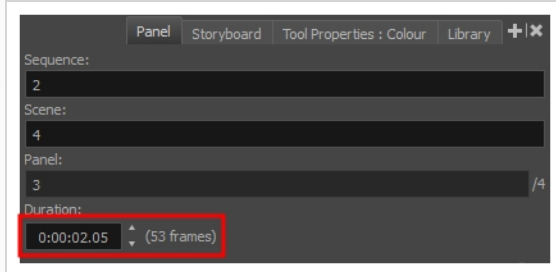 Panel Storyboard Tool Properties : Colour Library
Sequence:
2
Scene:
4
Panel:
3 /4
Duration:
0:00:02.05 (53 frames)